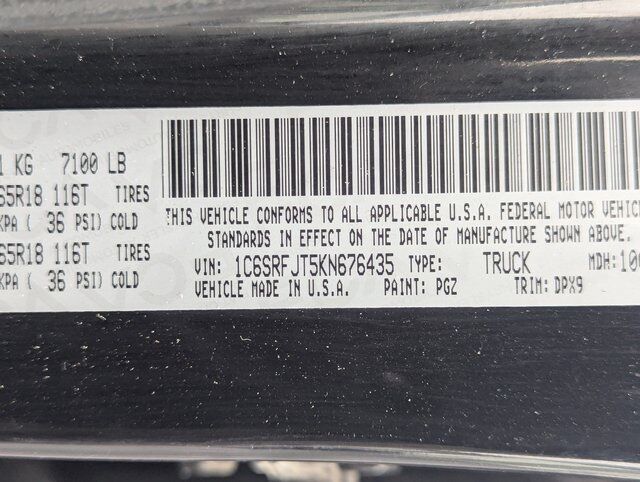 1 KG 7100 LB
65R18 116T TIRES
KPA ( 36 PSI) COLD
65R18 116T TIRES
KPA ( 36 PSI) COLD
THIS VEHICLE CONFORMS TO ALL APPLICABLE U.S.A. FEDERAL MOTOR VEHIC
STANDARDS IN EFFECT ON THE DATE OF MANUFACTURE SHOWN ABOVE.
VIN: 1C6SRFJT5KN676435 TYPE: TRUCK MDH: 10
VEHICLE MADE IN U.S.A. PAINT: PGZ TRIM: DPX9